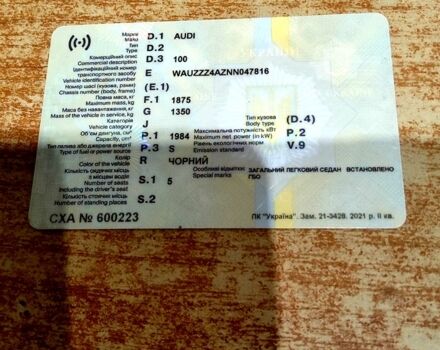 Марка
Make D.1 AUDI
Тип
Type D.2
Комерційний опис
Commercial description D.3 100
Ідентифікаційний номер
транспортного засобу E WAUZZZ4AZNN047816
Vehicle identification number
Номер шасі (кузова, рами)
Chassis number (body, frame) (E.1)
Повна маса, кг
Maximum mass, kg F.1 1875
Маса без навантаження, кг
Mass of the vehicle in service, kg G 1350
Категорія
Vehicle category J
Тип кузова
Body type (D.4)
Об'єм двигуна, см³
Capacity, cm³ P.1 1984
Максимальна потужність кВт
Maximum net power (in kW) P.2
Тип палива або джерела енергії
Type of fuel or power source P.3 S
Рівень екологічних норм
Emission standard V.9
Колір
Color of the vehicle R ЧОРНИЙ
Кількість сидячих місць
з місцем водія
Number of seats S.1 5
Including the driver's seat
Особливі відмітки:
Special marks
ЗАГАЛЬНИЙ ЛЕГКОВИЙ СЕДАН ВСТАНОВЛЕНО
ГБО
Кількість стоячих місць
Number of standing places S.2
СХА № 600223
ПК "Україна". Зам. 21-3428. 2021 р. II кв.